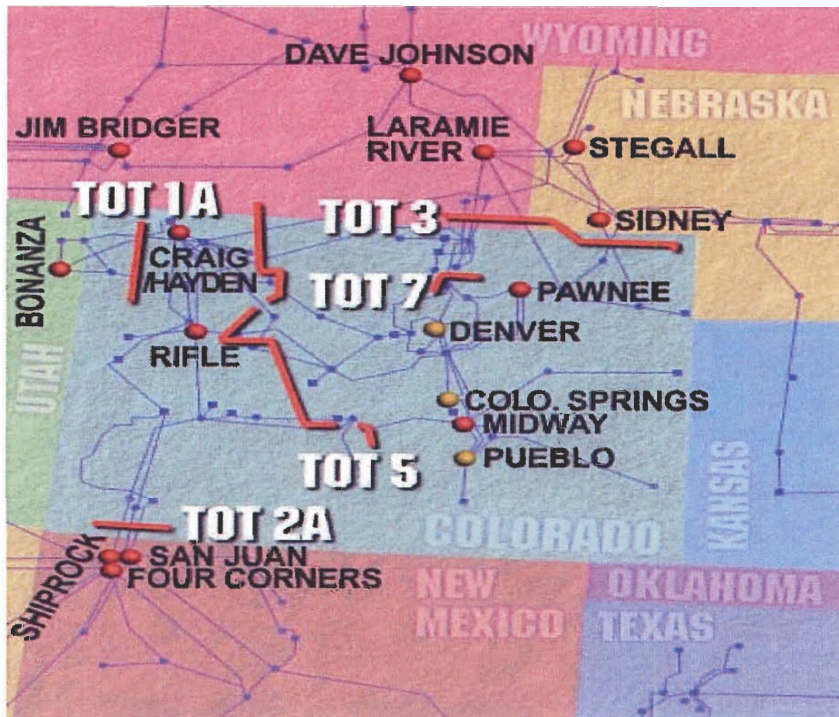 WYOMING
DAVE JOHNSON
NEBRASKA
JIM BRIDGER
LARAMIE
RIVER
STEGALL
TOT 1A
TOT 3
SIDNEY
BONANZA
CRAIG
/HAYDEN
TOT 7
PAWNEE
DENVER
RIFLE
UTAH
COLO. SPRINGS
MIDWAY
PUEBLO
TOT 5
KANSAS
TOT 2A
COLORADO
SHIPROCK
SAN JUAN
FOUR CORNERS
NEW
MEXICO
OKLAHOMA
TEXAS